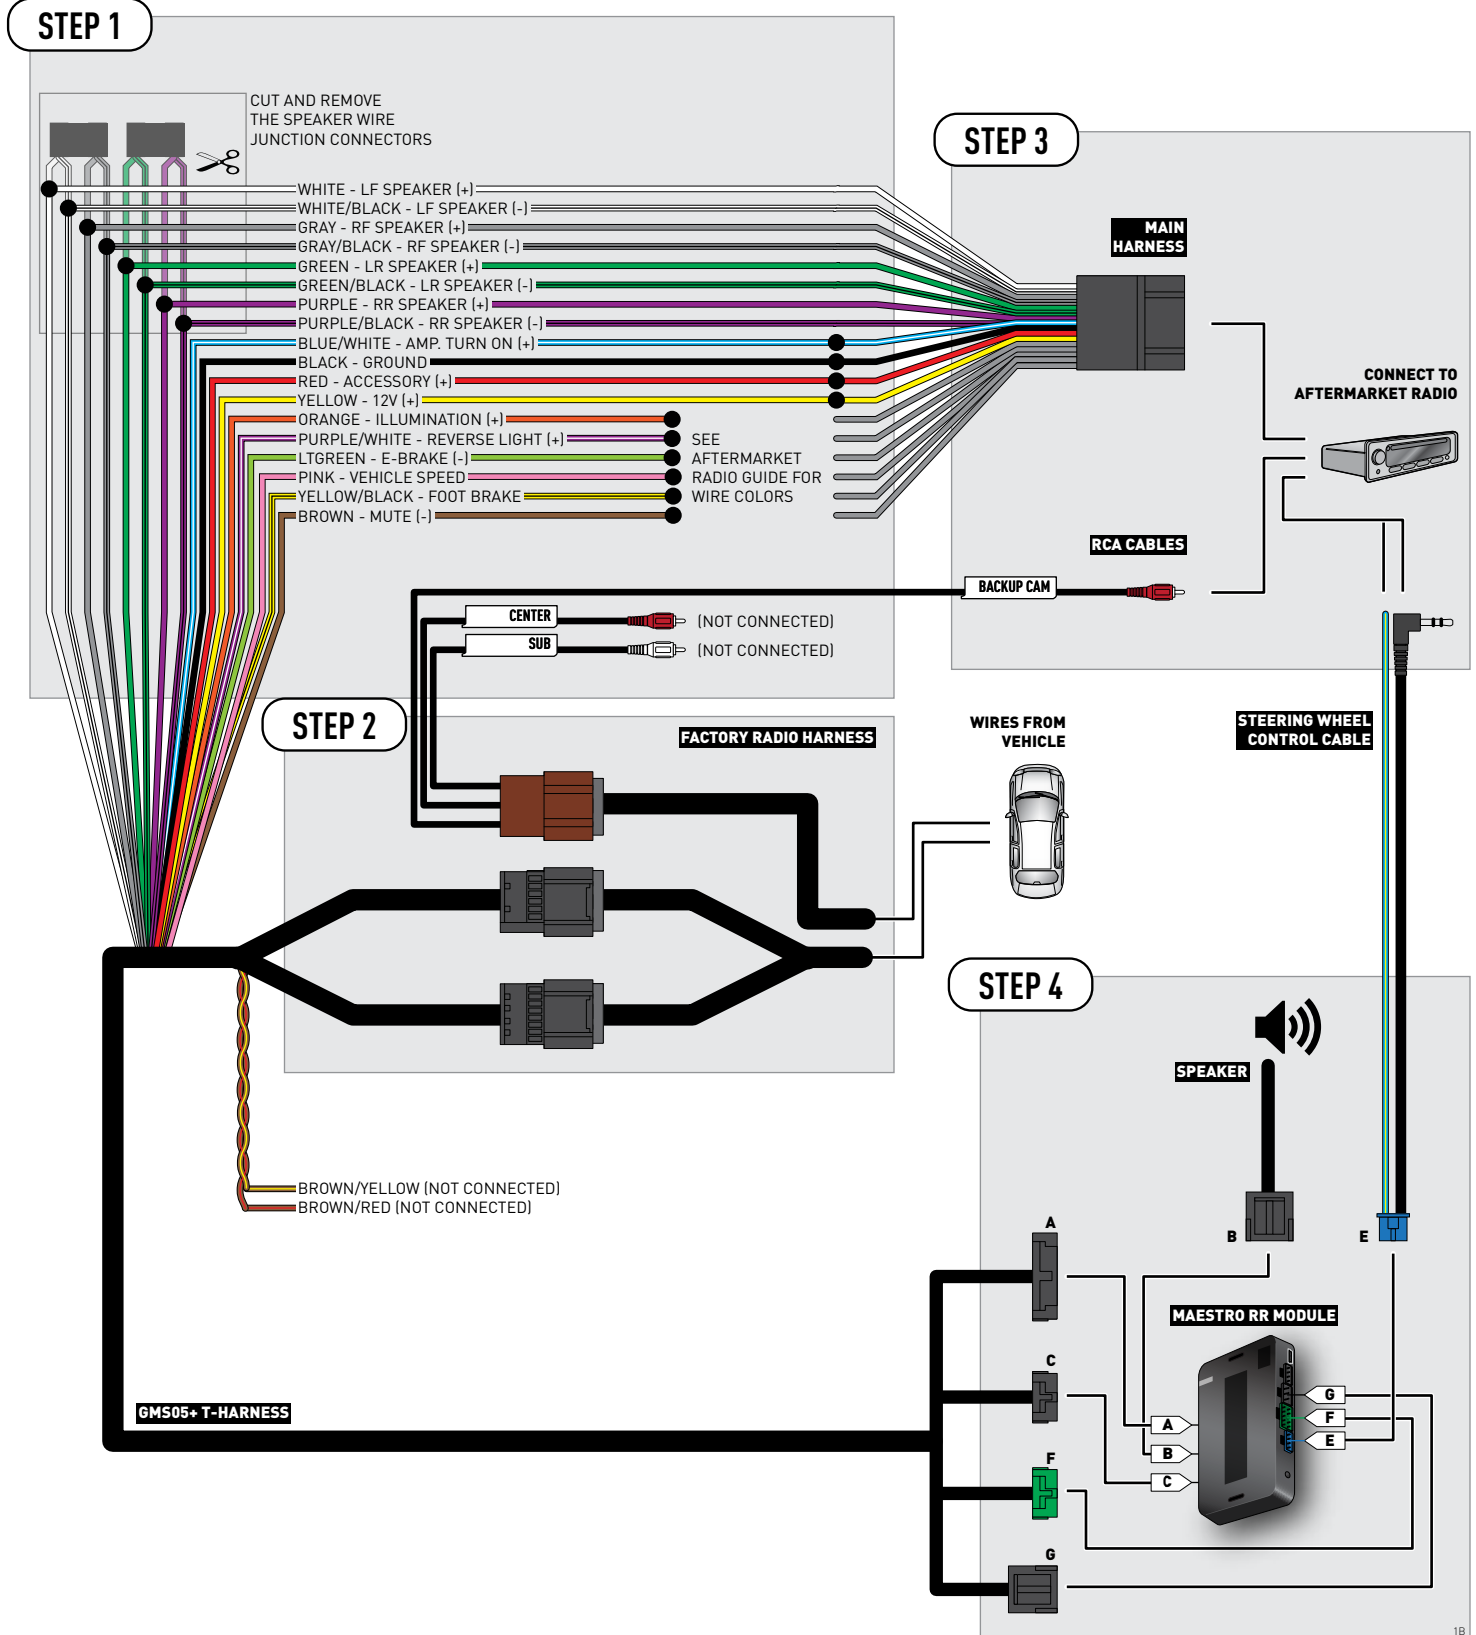 STEP 1
CUT AND REMOVE
THE SPEAKER WIRE
JUNCTION CONNECTORS
WHITE - LF SPEAKER (+)
WHITE/BLACK - LF SPEAKER (-)
GRAY - RF SPEAKER (+)
GRAY/BLACK - RF SPEAKER (-)
GREEN - LR SPEAKER (+)
GREEN/BLACK - LR SPEAKER (-)
PURPLE - RR SPEAKER (+)
PURPLE/BLACK - RR SPEAKER (-)
BLUE/WHITE - AMP. TURN ON (+)
BLACK - GROUND
RED - ACCESSORY (+)
YELLOW - 12V (+)
ORANGE - ILLUMINATION (+)
PURPLE/WHITE - REVERSE LIGHT (+)
LTGREEN - E-BRAKE (-)
PINK - VEHICLE SPEED
YELLOW/BLACK - FOOT BRAKE
BROWN - MUTE (-)
SEE
AFTERMARKET
RADIO GUIDE FOR
WIRE COLORS
CENTER
(NOT CONNECTED)
SUB
(NOT CONNECTED)
STEP 3
MAIN
HARNESS
CONNECT TO
AFTERMARKET RADIO
RCA CABLES
BACKUP CAM
STEP 2
FACTORY RADIO HARNESS
WIRES FROM
VEHICLE
STEERING WHEEL
CONTROL CABLE
BROWN/YELLOW (NOT CONNECTED)
BROWN/RED (NOT CONNECTED)
GMS05+ T-HARNESS
STEP 4
SPEAKER
B
E
A
C
F
G
MAESTRO RR MODULE
A
B
C
G
F
E
1B